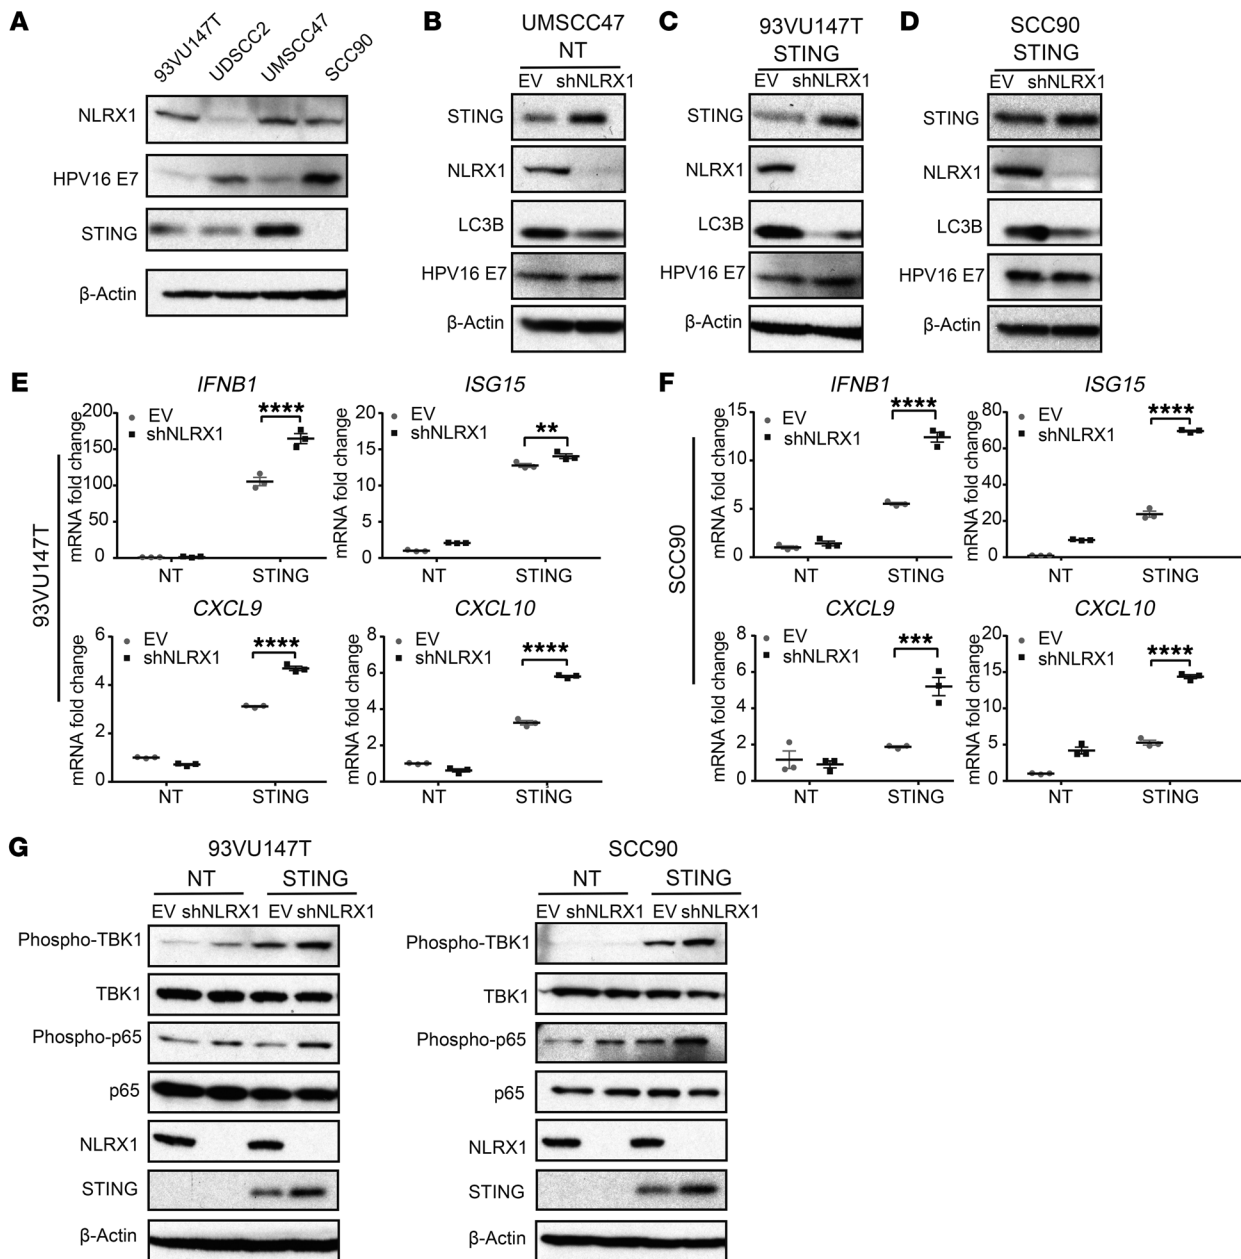 A
93VU147T
UDSCC2
UMSCC47
SCC90
NLRX1
HPV16 E7
STING
β-Actin
B
UMSCC47
NT
EV shNLRX1
STING
NLRX1
LC3B
HPV16 E7
β-Actin
C
93VU147T
STING
EV shNLRX1
STING
NLRX1
LC3B
HPV16 E7
β-Actin
D
SCC90
STING
EV shNLRX1
STING
NLRX1
LC3B
HPV16 E7
β-Actin
E
93VU147T
IFNB1
mRNA fold change
200
150
100
50
0
EV
shNLRX1
****
NT STING
ISG15
mRNA fold change
20
15
10
5
0
EV
shNLRX1
**
NT STING
CXCL9
mRNA fold change
6
4
2
0
EV
shNLRX1
****
NT STING
CXCL10
mRNA fold change
8
6
4
2
0
EV
shNLRX1
****
NT STING
F
SCC90
IFNB1
mRNA fold change
15
10
5
0
EV
shNLRX1
****
NT STING
ISG15
mRNA fold change
80
60
40
20
0
EV
shNLRX1
****
NT STING
CXCL9
mRNA fold change
8
6
4
2
0
EV
shNLRX1
***
NT STING
CXCL10
mRNA fold change
20
15
10
5
0
EV
shNLRX1
****
NT STING
G
93VU147T
NT STING
EV shNLRX1 EV shNLRX1
Phospho-TBK1
TBK1
Phospho-p65
p65
NLRX1
STING
β-Actin
SCC90
NT STING
EV shNLRX1 EV shNLRX1
Phospho-TBK1
TBK1
Phospho-p65
p65
NLRX1
STING
β-Actin